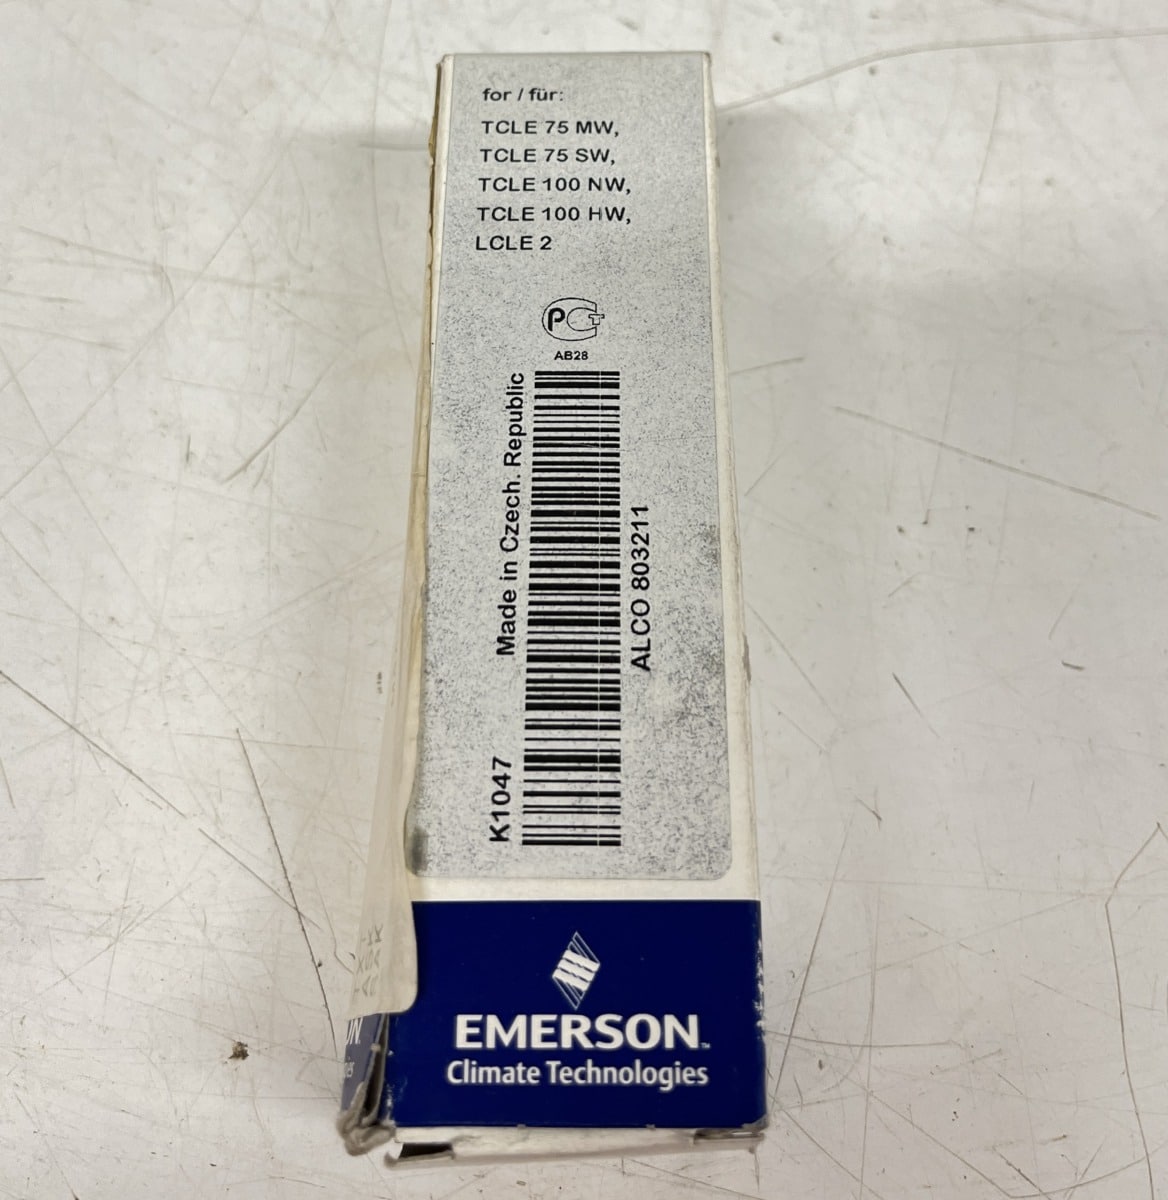 for / für:
TCLE 75 MW,
TCLE 75 SW,
TCLE 100 NW,
TCLE 100 HW,
LCLE 2
AB28
Made in Czech. Republic
ALCO 803211
K1047
EMERSON
Climate Technologies